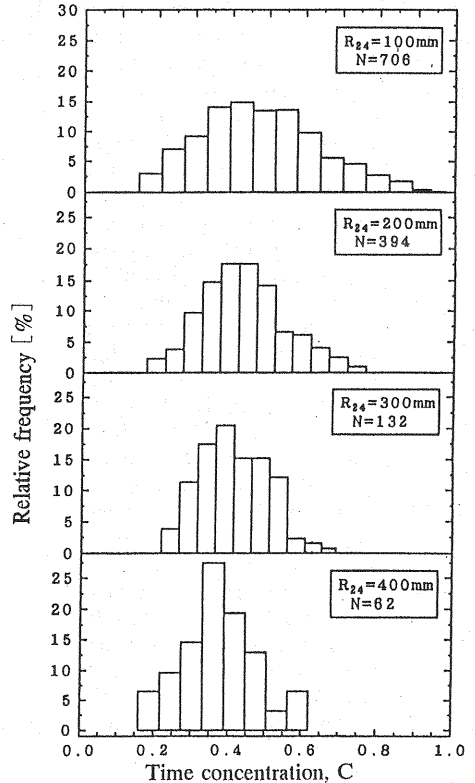 30
25
20
15
10
5
0
R24=100mm
N=706
25
20
15
10
5
0
R24=200mm
N=394
25
20
15
10
5
0
R24=300mm
N=132
25
20
15
10
5
0
R24=400mm
N=62
Relative frequency [%]
0.0 0.2 0.4 0.6 0.8 1.0
Time concentration, C